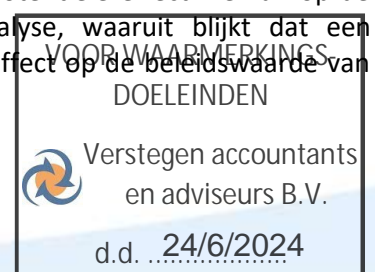 alyse, waaruit blijkt dat een
VOOR WAARMERKINGS-
ffect op de beleidswaarde van
DOELEINDEN
Verstegen accountants
en adviseurs B.V.
d.d. ...................
24/6/2024